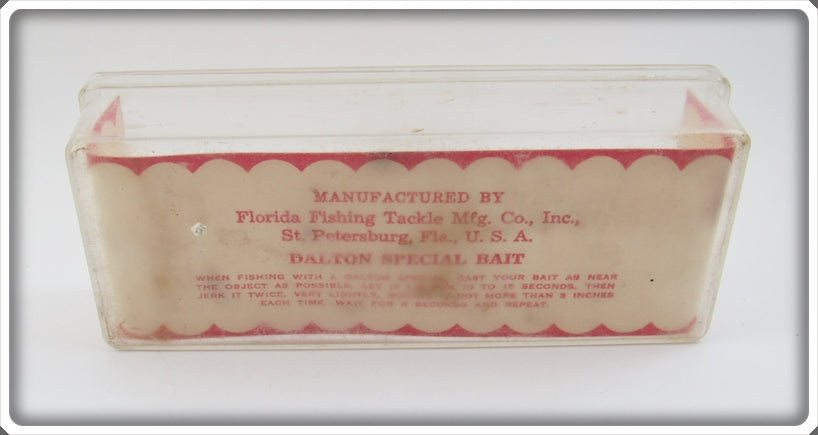 MANUFACTURED BY
Florida Fishing Tackle Mfg. Co., Inc.,
St. Petersburg, Fla., U. S. A.
DALTON SPECIAL BAIT
WHEN FISHING WITH A DALTON SPECIAL, CAST YOUR BAIT AS NEAR
THE OBJECT AS POSSIBLE. LET IT 10 TO 15 SECONDS. THEN
JERK IT TWICE, VERY LIGHTLY, NOT MORE THAN 3 INCHES
EACH TIME. WAIT FOR SECONDS AND REPEAT.